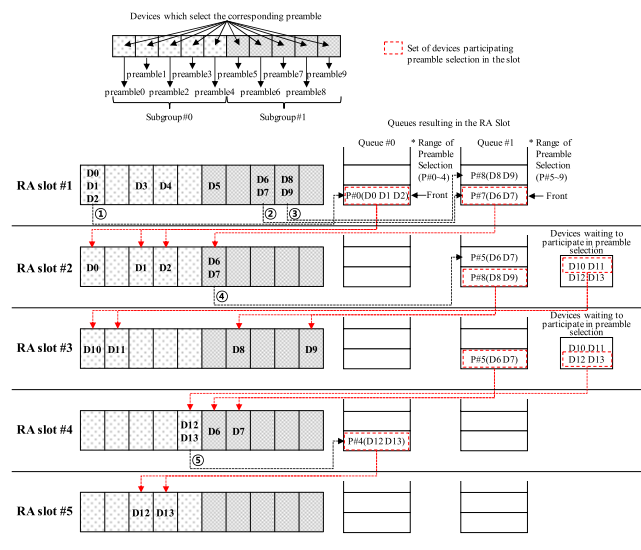 Devices which select the corresponding preamble
Set of devices participating
preamble selection in the slot
preamble1 preamble3 preamble5 preamble7 preamble9
preamble0 preamble2 preamble4 preamble6 preamble8
Subgroup#0 Subgroup#1
Queues resulting in the RA Slot
Queue #0 * Range of Preamble Selection (P#0~4)
Queue #1 * Range of Preamble Selection (P#5~9)
RA slot #1
D0 D1 D2
D3
D4
D5
D6 D7
D8 D9
① ② ③
P#0(D0 D1 D2)
Front
P#8(D8 D9)
P#7(D6 D7)
Front
RA slot #2
D0
D1
D2
D6 D7
④
P#5(D6 D7)
P#8(D8 D9)
Devices waiting to
participate in preamble
selection
D10 D11
D12 D13
RA slot #3
D10
D11
D8
D9
P#5(D6 D7)
Devices waiting to
participate in preamble
selection
D10 D11
D12 D13
RA slot #4
D12 D13
D6
D7
⑤
P#4(D12 D13)
RA slot #5
D12
D13